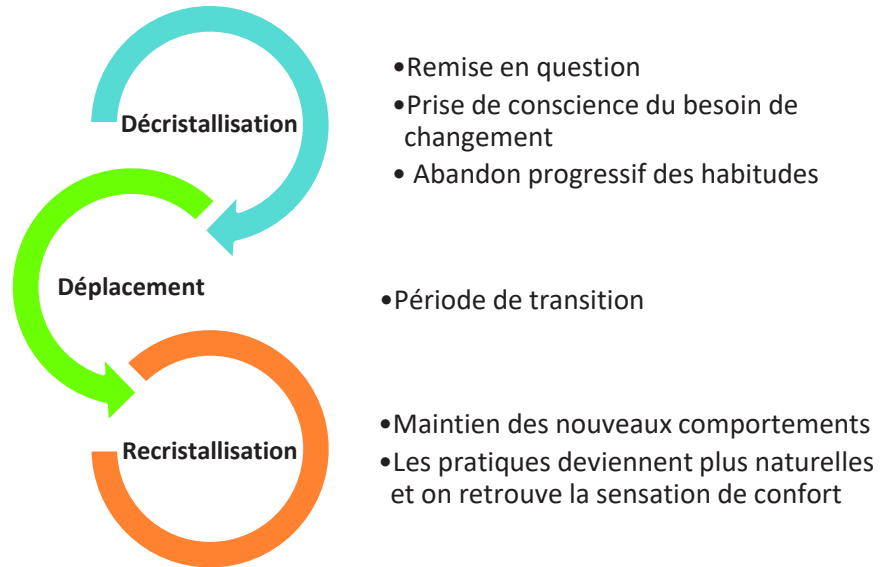 Décristallisation
•Remise en question
•Prise de conscience du besoin de
changement
• Abandon progressif des habitudes
Déplacement
•Période de transition
Recristallisation
•Maintien des nouveaux comportements
•Les pratiques deviennent plus naturelles
et on retrouve la sensation de confort